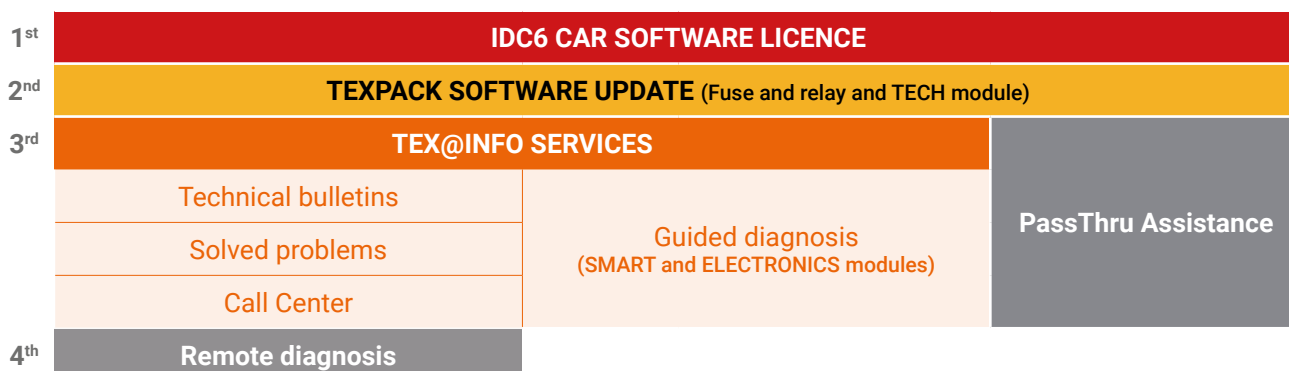 1st
IDC6 CAR SOFTWARE LICENCE
2nd
TEXPACK SOFTWARE UPDATE (Fuse and relay and TECH module)
3rd
TEX@INFO SERVICES
Technical bulletins
Solved problems
Call Center
Guided diagnosis
(SMART and ELECTRONICS modules)
PassThru Assistance
4th
Remote diagnosis